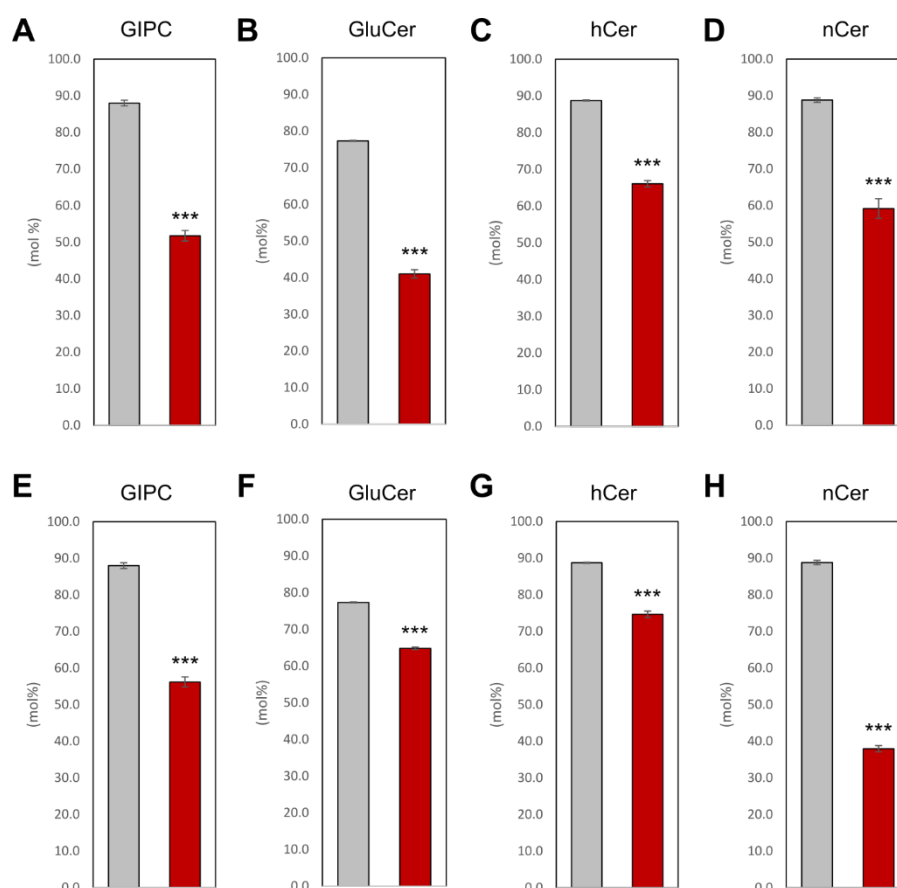 A GIPC B GluCer C hCer D nCer
100.0 100.0 100.0 100.0
90.0 90.0 90.0 90.0
80.0 80.0 80.0 80.0
70.0 70.0 70.0 70.0
*** *** *** ***
60.0 60.0 60.0 60.0
50.0 50.0 50.0 50.0
(mol %) (mol%) (mol%) (mol%)
40.0 40.0 40.0 40.0
30.0 30.0 30.0 30.0
20.0 20.0 20.0 20.0
10.0 10.0 10.0 10.0
0.0 0.0 0.0 0.0
E GIPC F GluCer G hCer H nCer
100.0 100.0 100.0 100.0
90.0 90.0 90.0 90.0
80.0 80.0 80.0 80.0
70.0 70.0 70.0 70.0
*** *** *** ***
60.0 60.0 60.0 60.0
50.0 50.0 50.0 50.0
(mol%) (mol%) (mol%) (mol%)
40.0 40.0 40.0 40.0
30.0 30.0 30.0 30.0
20.0 20.0 20.0 20.0
10.0 10.0 10.0 10.0
0.0 0.0 0.0 0.0